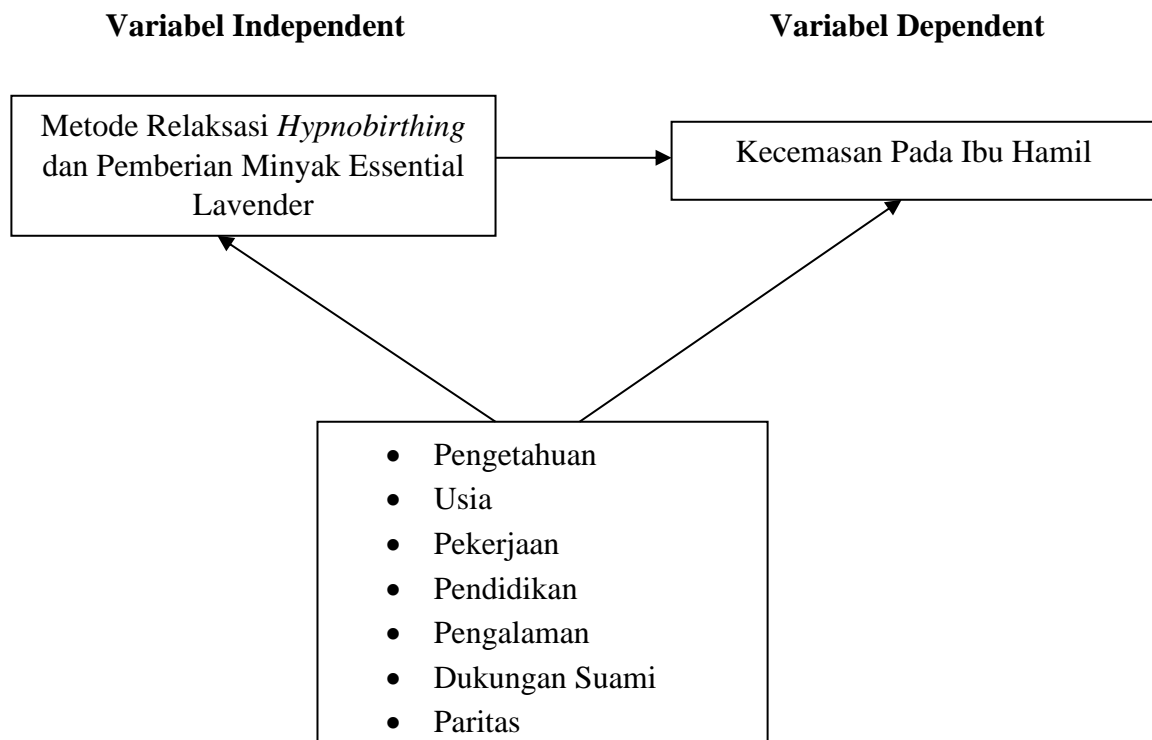 Variabel Independent
Variabel Dependent
Metode Relaksasi Hypnobirthing
dan Pemberian Minyak Essential
Lavender
Kecemasan Pada Ibu Hamil
• Pengetahuan
• Usia
• Pekerjaan
• Pendidikan
• Pengalaman
• Dukungan Suami
• Paritas